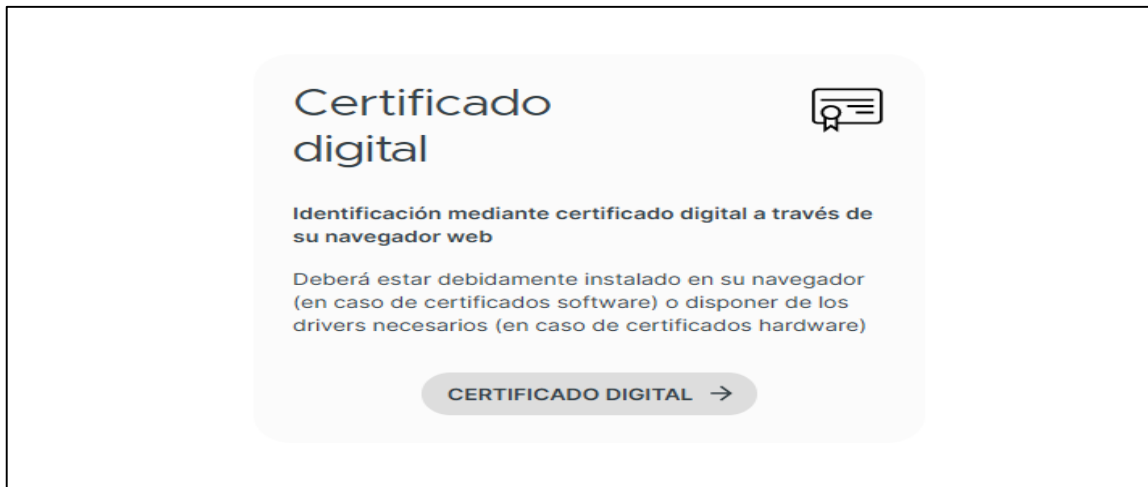 Certificado
digital
Identificación mediante certificado digital a través de
su navegador web
Deberá estar debidamente instalado en su navegador
(en caso de certificados software) o disponer de los
drivers necesarios (en caso de certificados hardware)
CERTIFICADO DIGITAL →